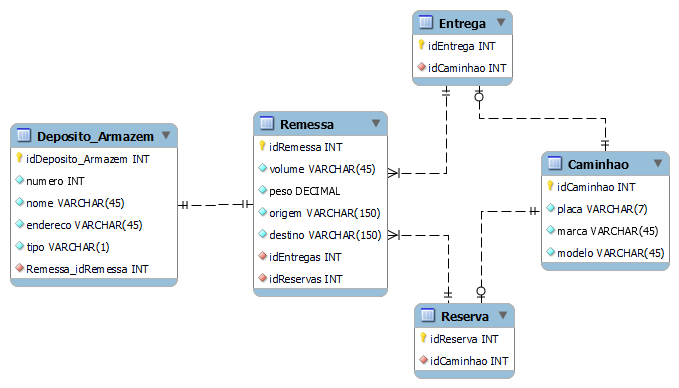 Entrega
idEntrega INT
idCaminhao INT
Deposito_Armazem
idDeposito_Armazem INT
numero INT
nome VARCHAR(45)
endereco VARCHAR(45)
tipo VARCHAR(1)
Remessa_idRemessa INT
Remessa
idRemessa INT
volume VARCHAR(45)
peso DECIMAL
origem VARCHAR(150)
destino VARCHAR(150)
idEntregas INT
idReservas INT
Caminhao
idCaminhao INT
placa VARCHAR(7)
marca VARCHAR(45)
modelo VARCHAR(45)
Reserva
idReserva INT
idCaminhao INT